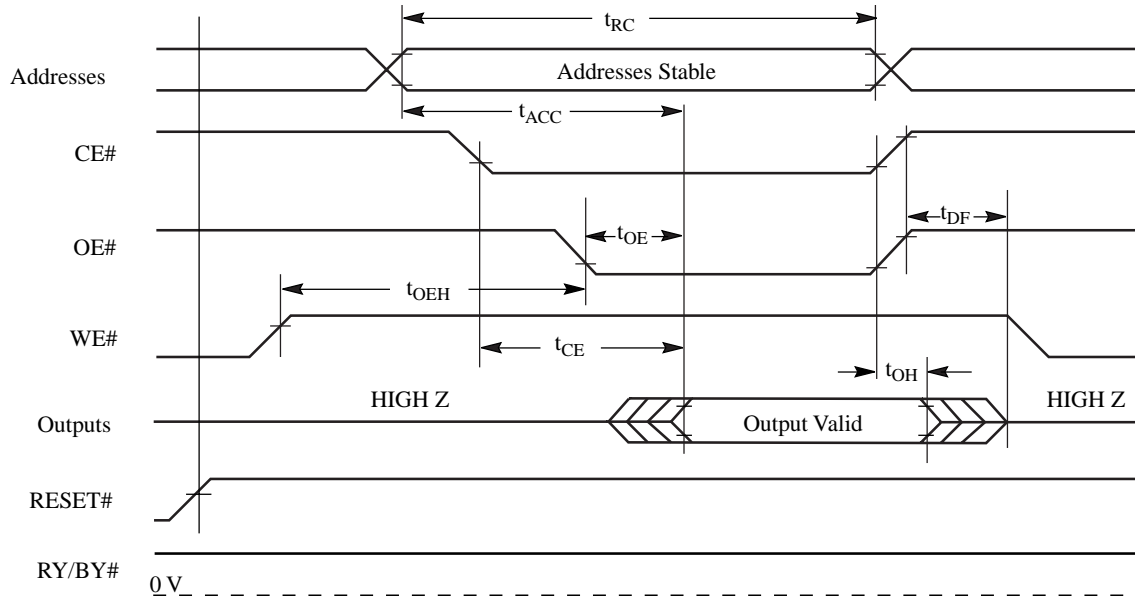 tRC
Addresses
Addresses Stable
tACC
CE#
tDF
OE#
tOE
tOEH
WE#
tCE
tOH
HIGH Z
HIGH Z
Outputs
Output Valid
RESET#
RY/BY#
0 V